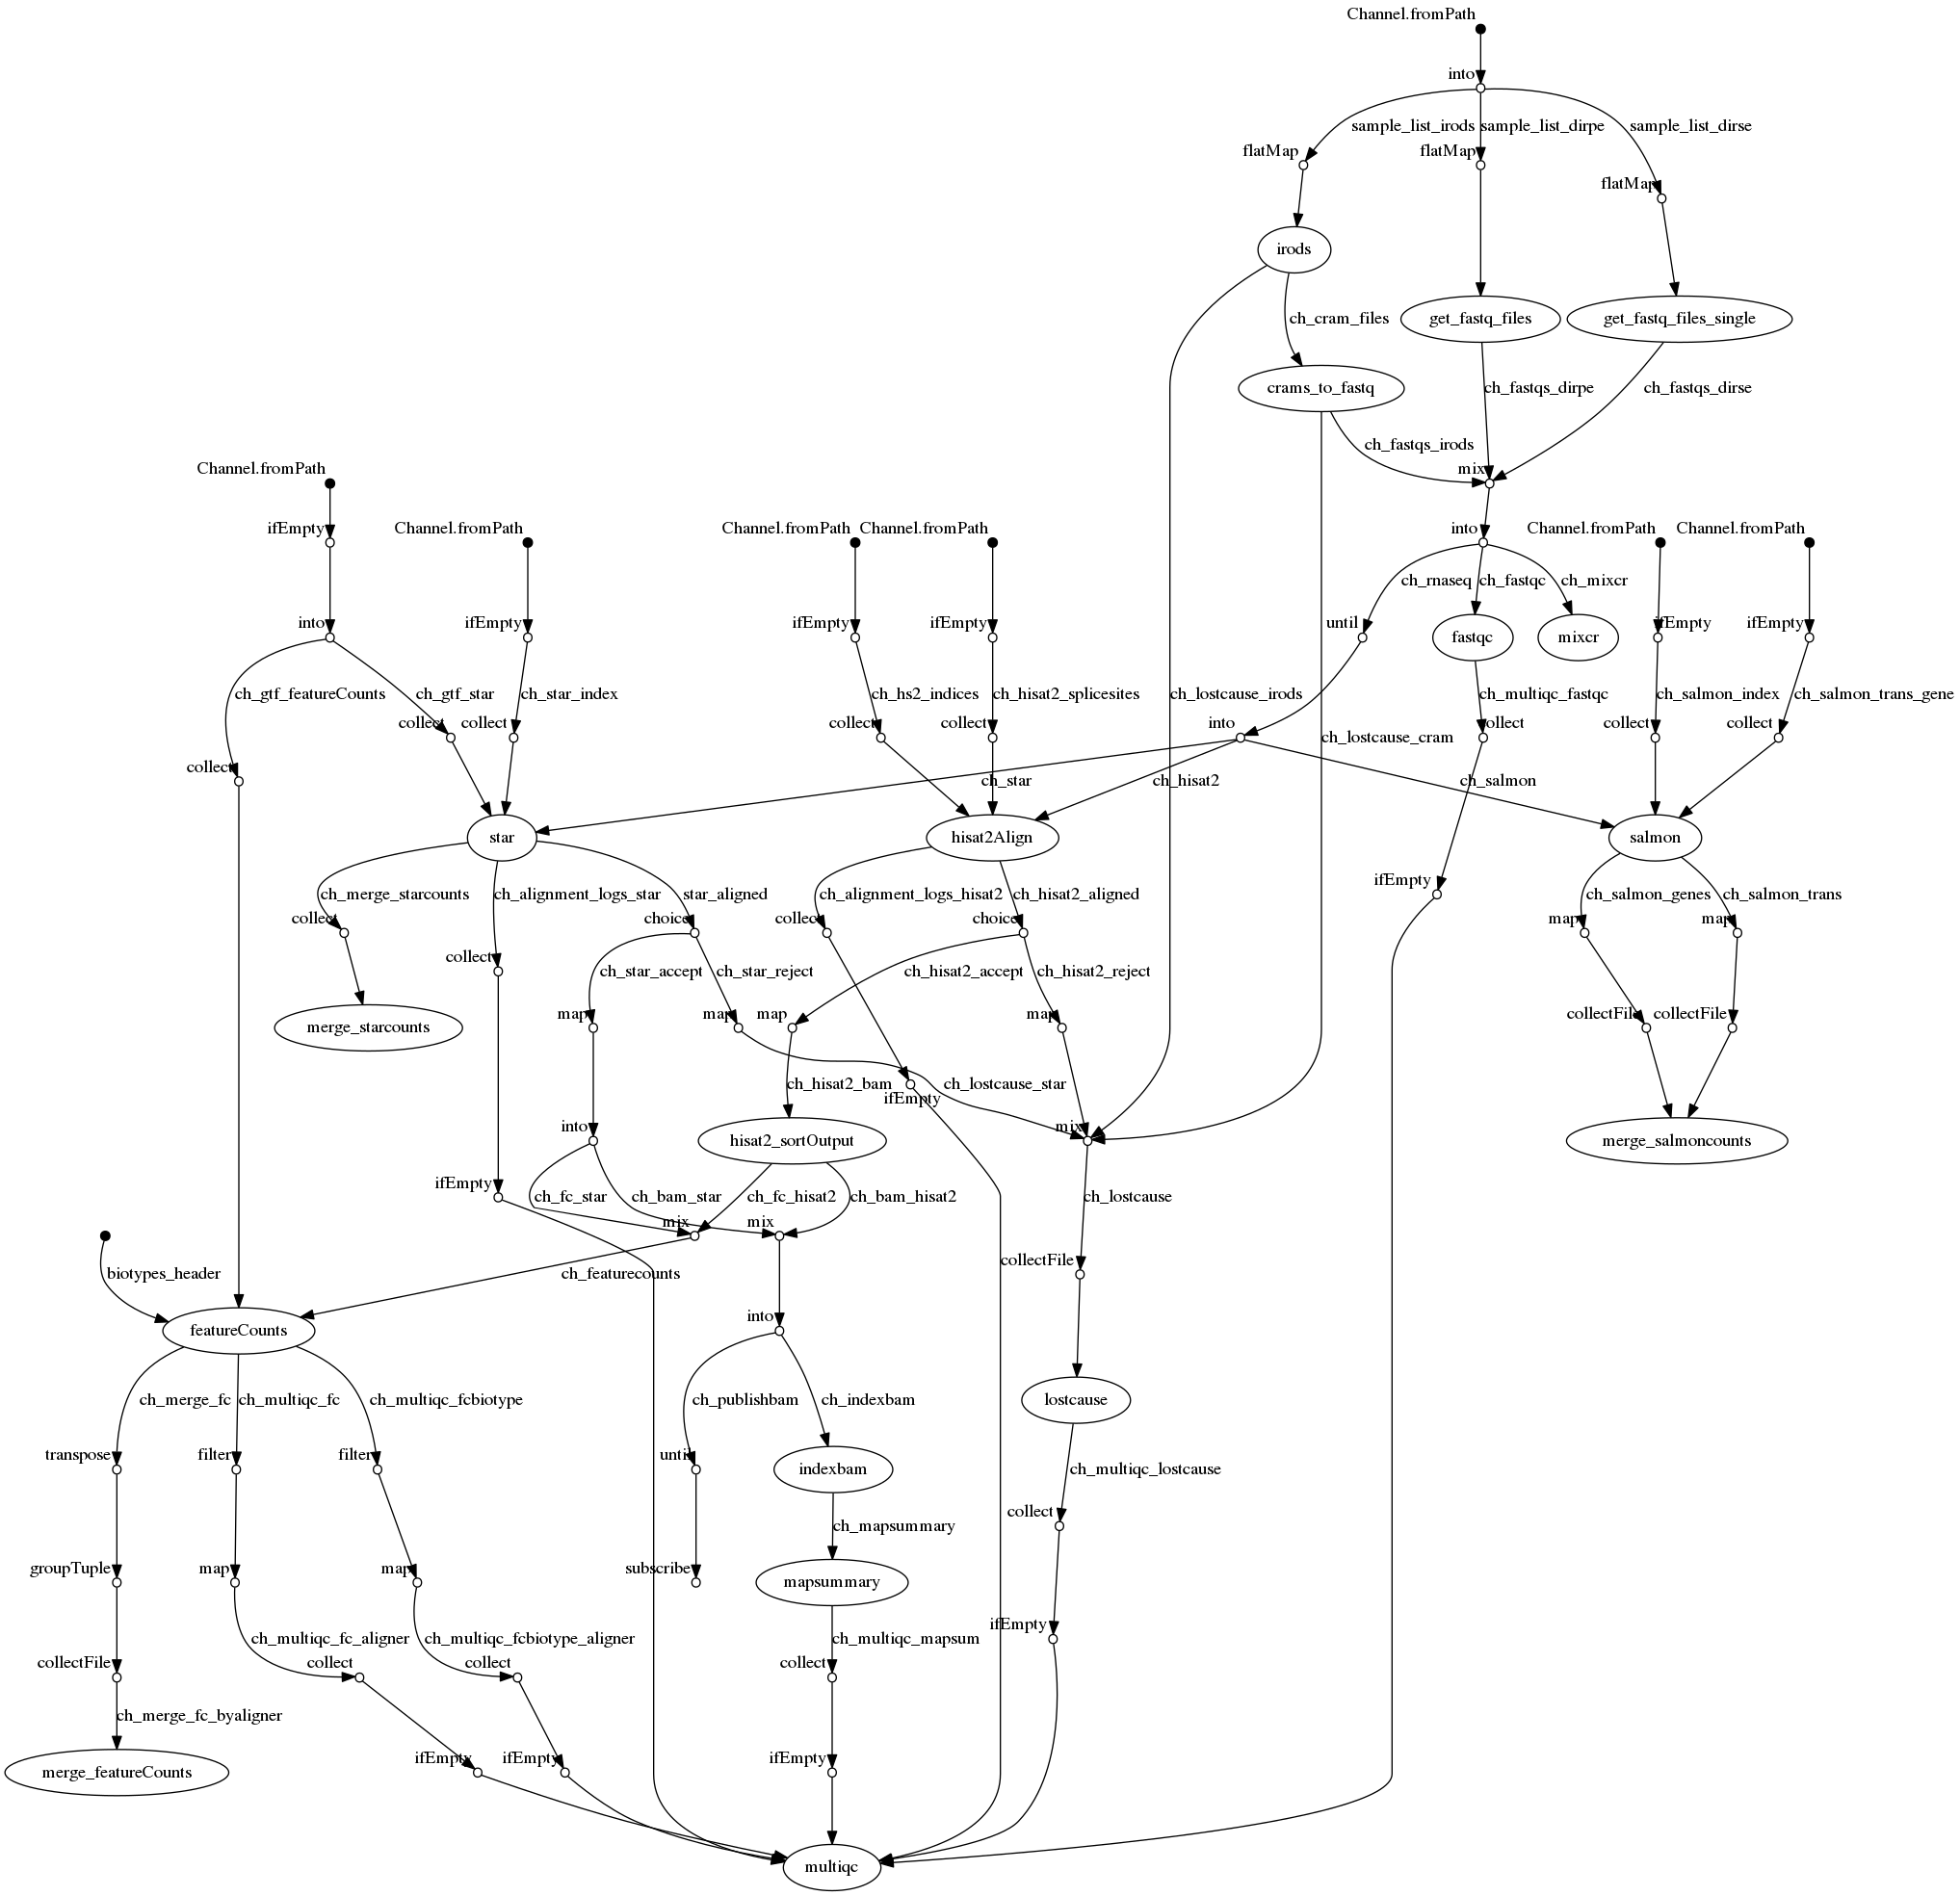 Channel.fromPath
into
sample_list_irods
sample_list_dirpe
sample_list_dirse
flatMap
flatMap
flatMap
irods
get_fastq_files
get_fastq_files_single
ch_cram_files
crams_to_fastq
ch_fastqs_dirpe
ch_fastqs_dirse
ch_fastqs_irods
mix
Channel.fromPath
ifEmpty
Channel.fromPath
Channel.fromPath
Channel.fromPath
into
Channel.fromPath
Channel.fromPath
ch_rnaseq
ch_fastqc
ch_mixcr
into
ifEmpty
ifEmpty
ifEmpty
until
fastqc
mixcr
ifEmpty
ifEmpty
ch_gtf_featureCounts
ch_gtf_star
ch_star_index
ch_hs2_indices
ch_hisat2_splicesites
ch_lostcause_irods
ch_multiqc_fastqc
ch_salmon_index
ch_salmon_trans_gene
collect
collect
collect
collect
into
ch_lostcause_cram
collect
collect
collect
collect
ch_star
ch_hisat2
ch_salmon
star
hisat2Align
salmon
ifEmpty
ch_merge_starcounts
ch_alignment_logs_star
star_aligned
ch_alignment_logs_hisat2
ch_hisat2_aligned
ch_salmon_genes
ch_salmon_trans
collect
choice
collect
choice
map
map
collect
ch_star_accept
ch_star_reject
ch_hisat2_accept
ch_hisat2_reject
merge_starcounts
map
map
map
map
collectFile
collectFile
ch_hisat2_bam
ifEmpty
ch_lostcause_star
into
hisat2_sortOutput
mix
merge_salmoncounts
ifEmpty
ch_fc_star
ch_bam_star
ch_fc_hisat2
ch_bam_hisat2
ch_lostcause
mix
mix
biotypes_header
ch_featurecounts
collectFile
featureCounts
into
ch_merge_fc
ch_multiqc_fc
ch_multiqc_fcbiotype
ch_publishbam
ch_indexbam
lostcause
transpose
filter
filter
until
indexbam
ch_multiqc_lostcause
collect
ch_mapsummary
groupTuple
map
map
subscribe
mapsummary
ch_multiqc_fc_aligner
ch_multiqc_fcbiotype_aligner
ch_multiqc_mapsum
ifEmpty
collectFile
collect
collect
collect
ch_merge_fc_byaligner
ifEmpty
ifEmpty
ifEmpty
merge_featureCounts
multiqc